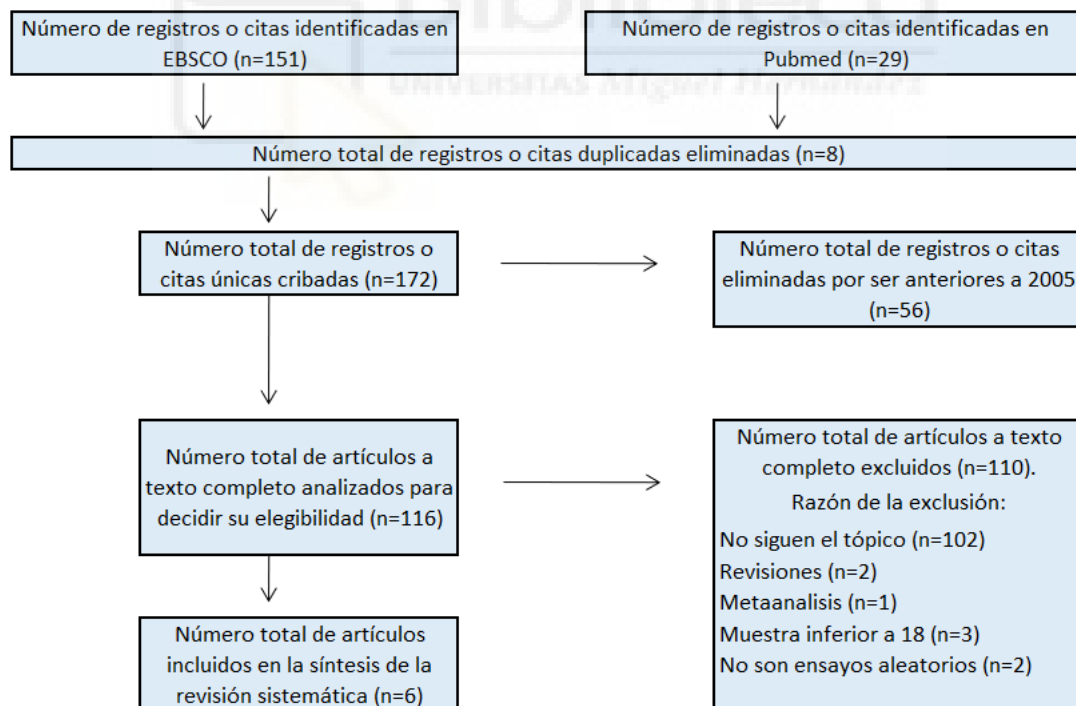 Biblioteca
UNIVERSITAS Miguel Hernández
Número de registros o citas identificadas en
EBSCO (n=151)
Número de registros o citas identificadas en
Pubmed (n=29)
Número total de registros o citas duplicadas eliminadas (n=8)
Número total de registros o
citas únicas cribadas (n=172)
Número total de registros o citas
eliminadas por ser anteriores a 2005
(n=56)
Número total de artículos a
texto completo analizados para
decidir su elegibilidad (n=116)
Número total de artículos a texto
completo excluidos (n=110).
Razón de la exclusión:
No siguen el tópico (n=102)
Revisiones (n=2)
Metaanalisis (n=1)
Muestra inferior a 18 (n=3)
No son ensayos aleatorios (n=2)
Número total de artículos
incluidos en la síntesis de la
revisión sistemática (n=6)